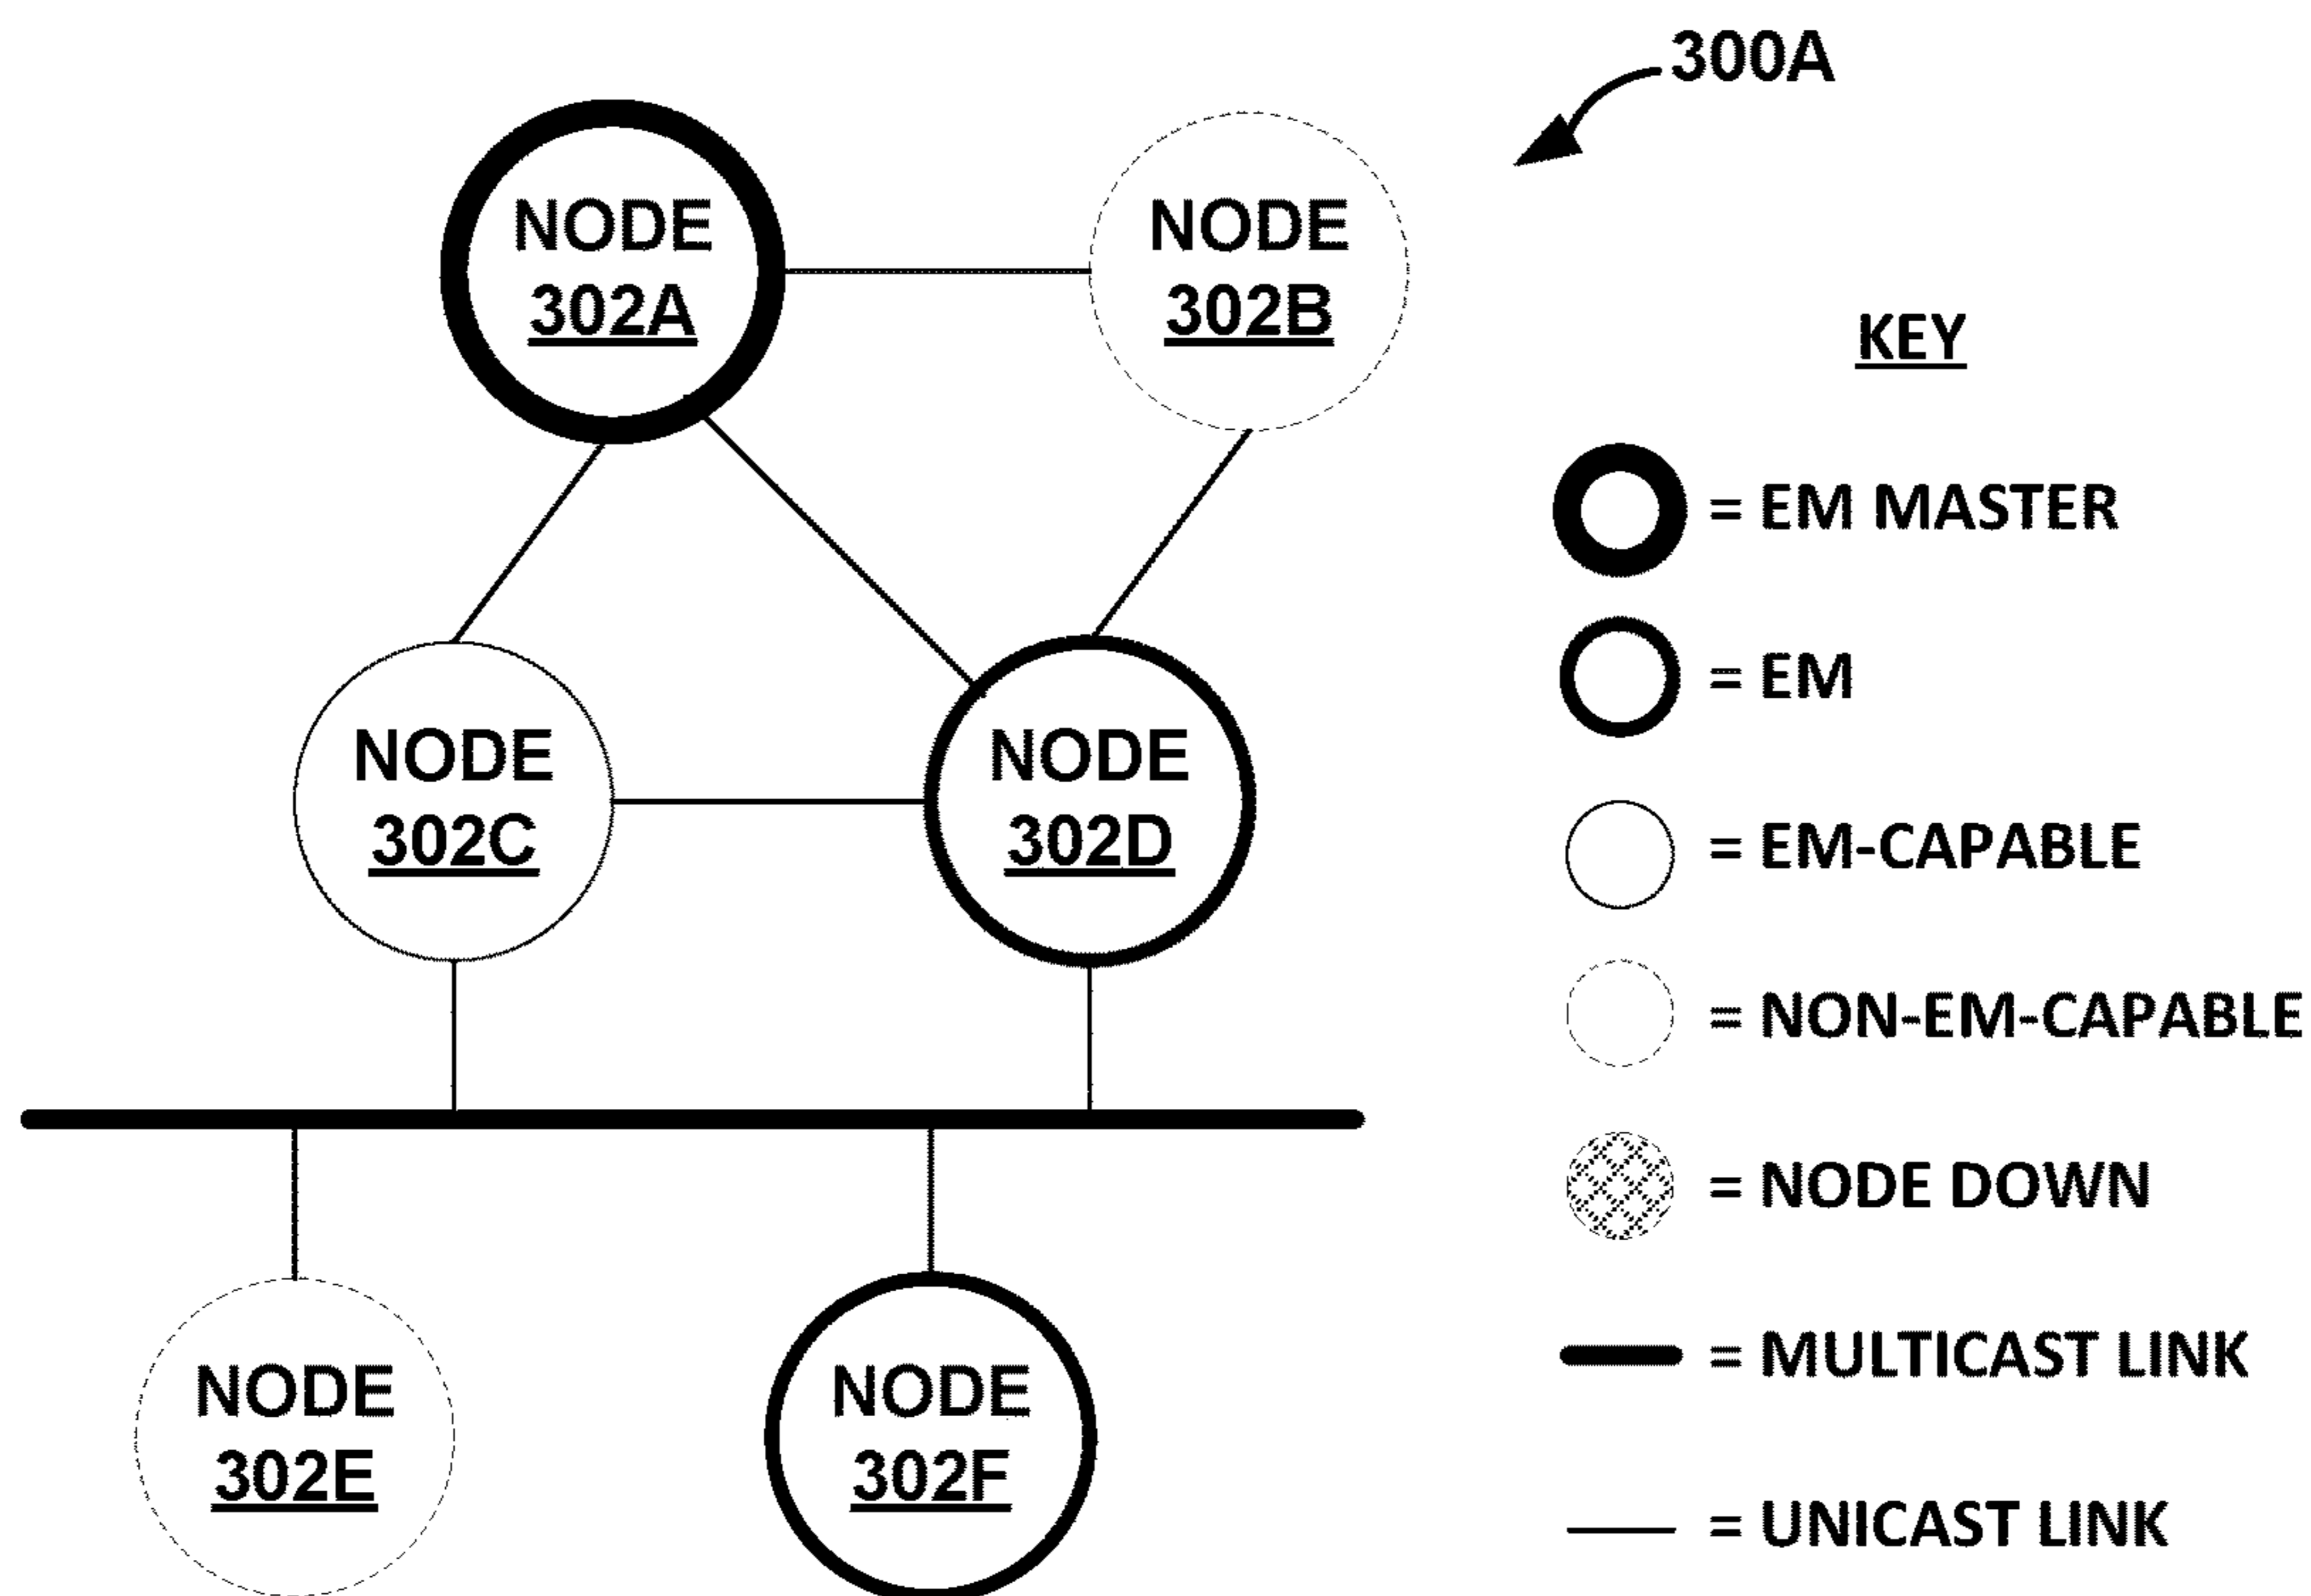 300A
NODE
302A
NODE
302B
NODE
302C
NODE
302D
NODE
302E
NODE
302F
KEY
= EM MASTER
= EM
= EM-CAPABLE
= NON-EM-CAPABLE
= NODE DOWN
= MULTICAST LINK
= UNICAST LINK